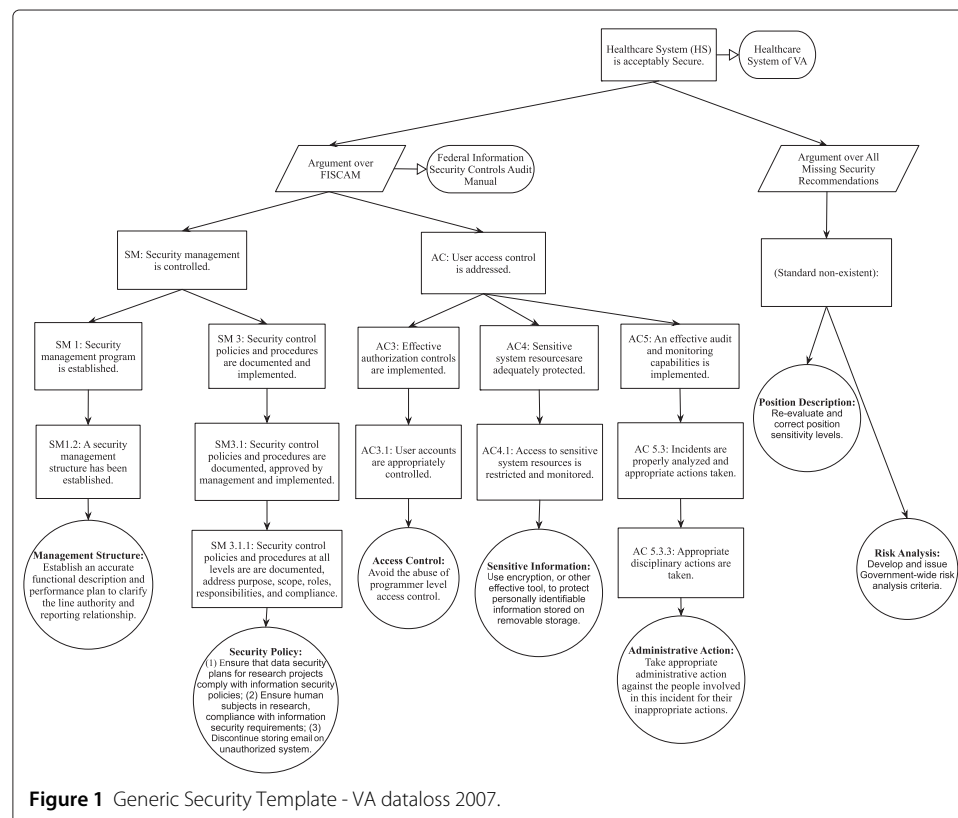 Healthcare System (HS)
is acceptably Secure.
Healthcare
System of VA
Argument over
FISCAM
Federal Information
Security Controls Audit
Manual
Argument over All
Missing Security
Recommendations
SM: Security management
is controlled.
AC: User access control
is addressed.
(Standard non-existent):
SM 1: Security
management program
is established.
SM 3: Security control
policies and procedures
are documented and
implemented.
AC3: Effective
authorization controls
are implemented.
AC4: Sensitive
system resourcesare
adequately protected.
AC5: An effective audit
and monitoring
capabilities is
implemented.
Position Description:
Re-evaluate and
correct position
sensitivity levels.
SM1.2: A security
management
structure has been
established.
SM3.1: Security control
policies and procedures are
documented, approved by
management and implemented.
AC3.1: User accounts
are appropriately
controlled.
AC4.1: Access to sensitive
system resources is
restricted and monitored.
AC 5.3: Incidents are
properly analyzed and
appropriate actions taken.
Management Structure:
Establish an accurate
functional description and
performance plan to clarify
the line authority and
reporting relationship.
SM 3.1.1: Security control
policies and procedures at all
levels are are documented,
address purpose, scope, roles,
responsibilities, and compliance.
Access Control:
Avoid the abuse of
programmer level
access control.
Sensitive Information:
Use encryption, or other
effective tool, to protect
personally identifiable
information stored on
removable storage.
AC 5.3.3: Appropriate
disciplinary actions are
taken.
Risk Analysis:
Develop and issue
Government-wide risk
analysis criteria.
Security Policy:
(1) Ensure that data security
plans for research projects
comply with information security
policies; (2) Ensure human
subjects in research,
compliance with information
security requirements; (3)
Discontinue storing email on
unauthorized system.
Administrative Action:
Take appropriate
administrative action
against the people involved
in this incident for their
inappropriate actions.
Figure 1 Generic Security Template - VA dataloss 2007.